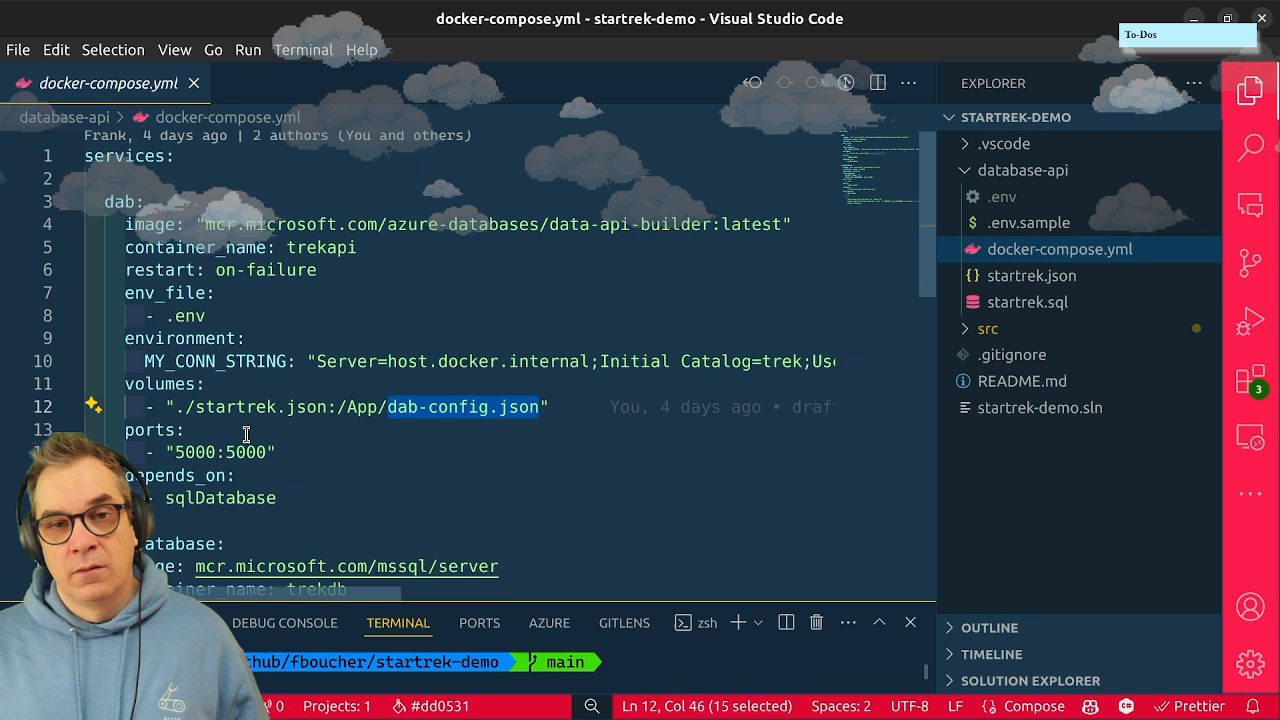 docker-compose.yml - startrek-demo - Visual Studio Code
To-Dos
File Edit Selection View Go Run Terminal Help
docker-compose.yml
EXPLORER
database-api > docker-compose.yml
STARTREK-DEMO
Frank, 4 days ago | 2 authors (You and others)
1 services:
2
3 dab:
4 image: "mcr.microsoft.com/azure-databases/data-api-builder:latest"
5 container_name: trekapi
6 restart: on-failure
7 env_file:
8 - .env
9 environment:
10 MY_CONN_STRING: "Server=host.docker.internal;Initial Catalog=trek;Use
11 volumes:
12 - "./startrek.json:/App/dab-config.json" You, 4 days ago • draf
13 ports:
- "5000:5000"
depends_on:
sqlDatabase
atabase:
ge: mcr.microsoft.com/mssql/server
iner_name: trekdb
.vscode
database-api
.env
.env.sample
docker-compose.yml
startrek.json
startrek.sql
src
.gitignore
README.md
startrek-demo.sln
3
OUTLINE
TIMELINE
SOLUTION EXPLORER
DEBUG CONSOLE TERMINAL PORTS AZURE GITLENS zsh
thub/fboucher/startrek-demo main
0 Projects: 1 #dd0531 Ln 12, Col 46 (15 selected) Spaces: 2 UTF-8 LF Compose Prettier